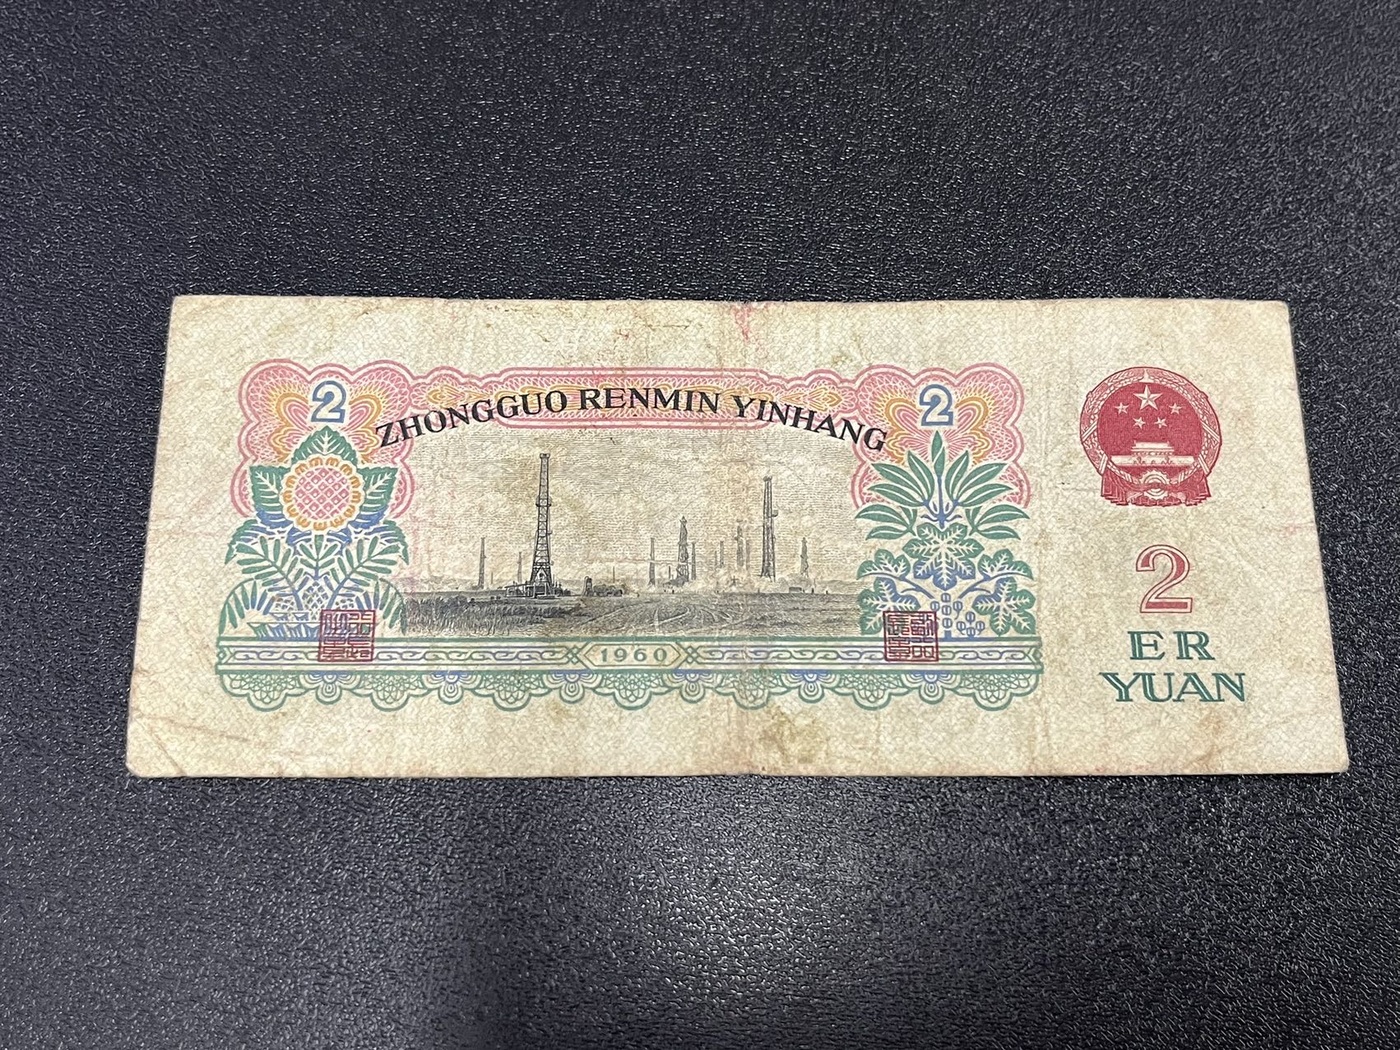 2
2
ZHONGGUO RENMIN YINHANG
2
ER
YUAN
1960